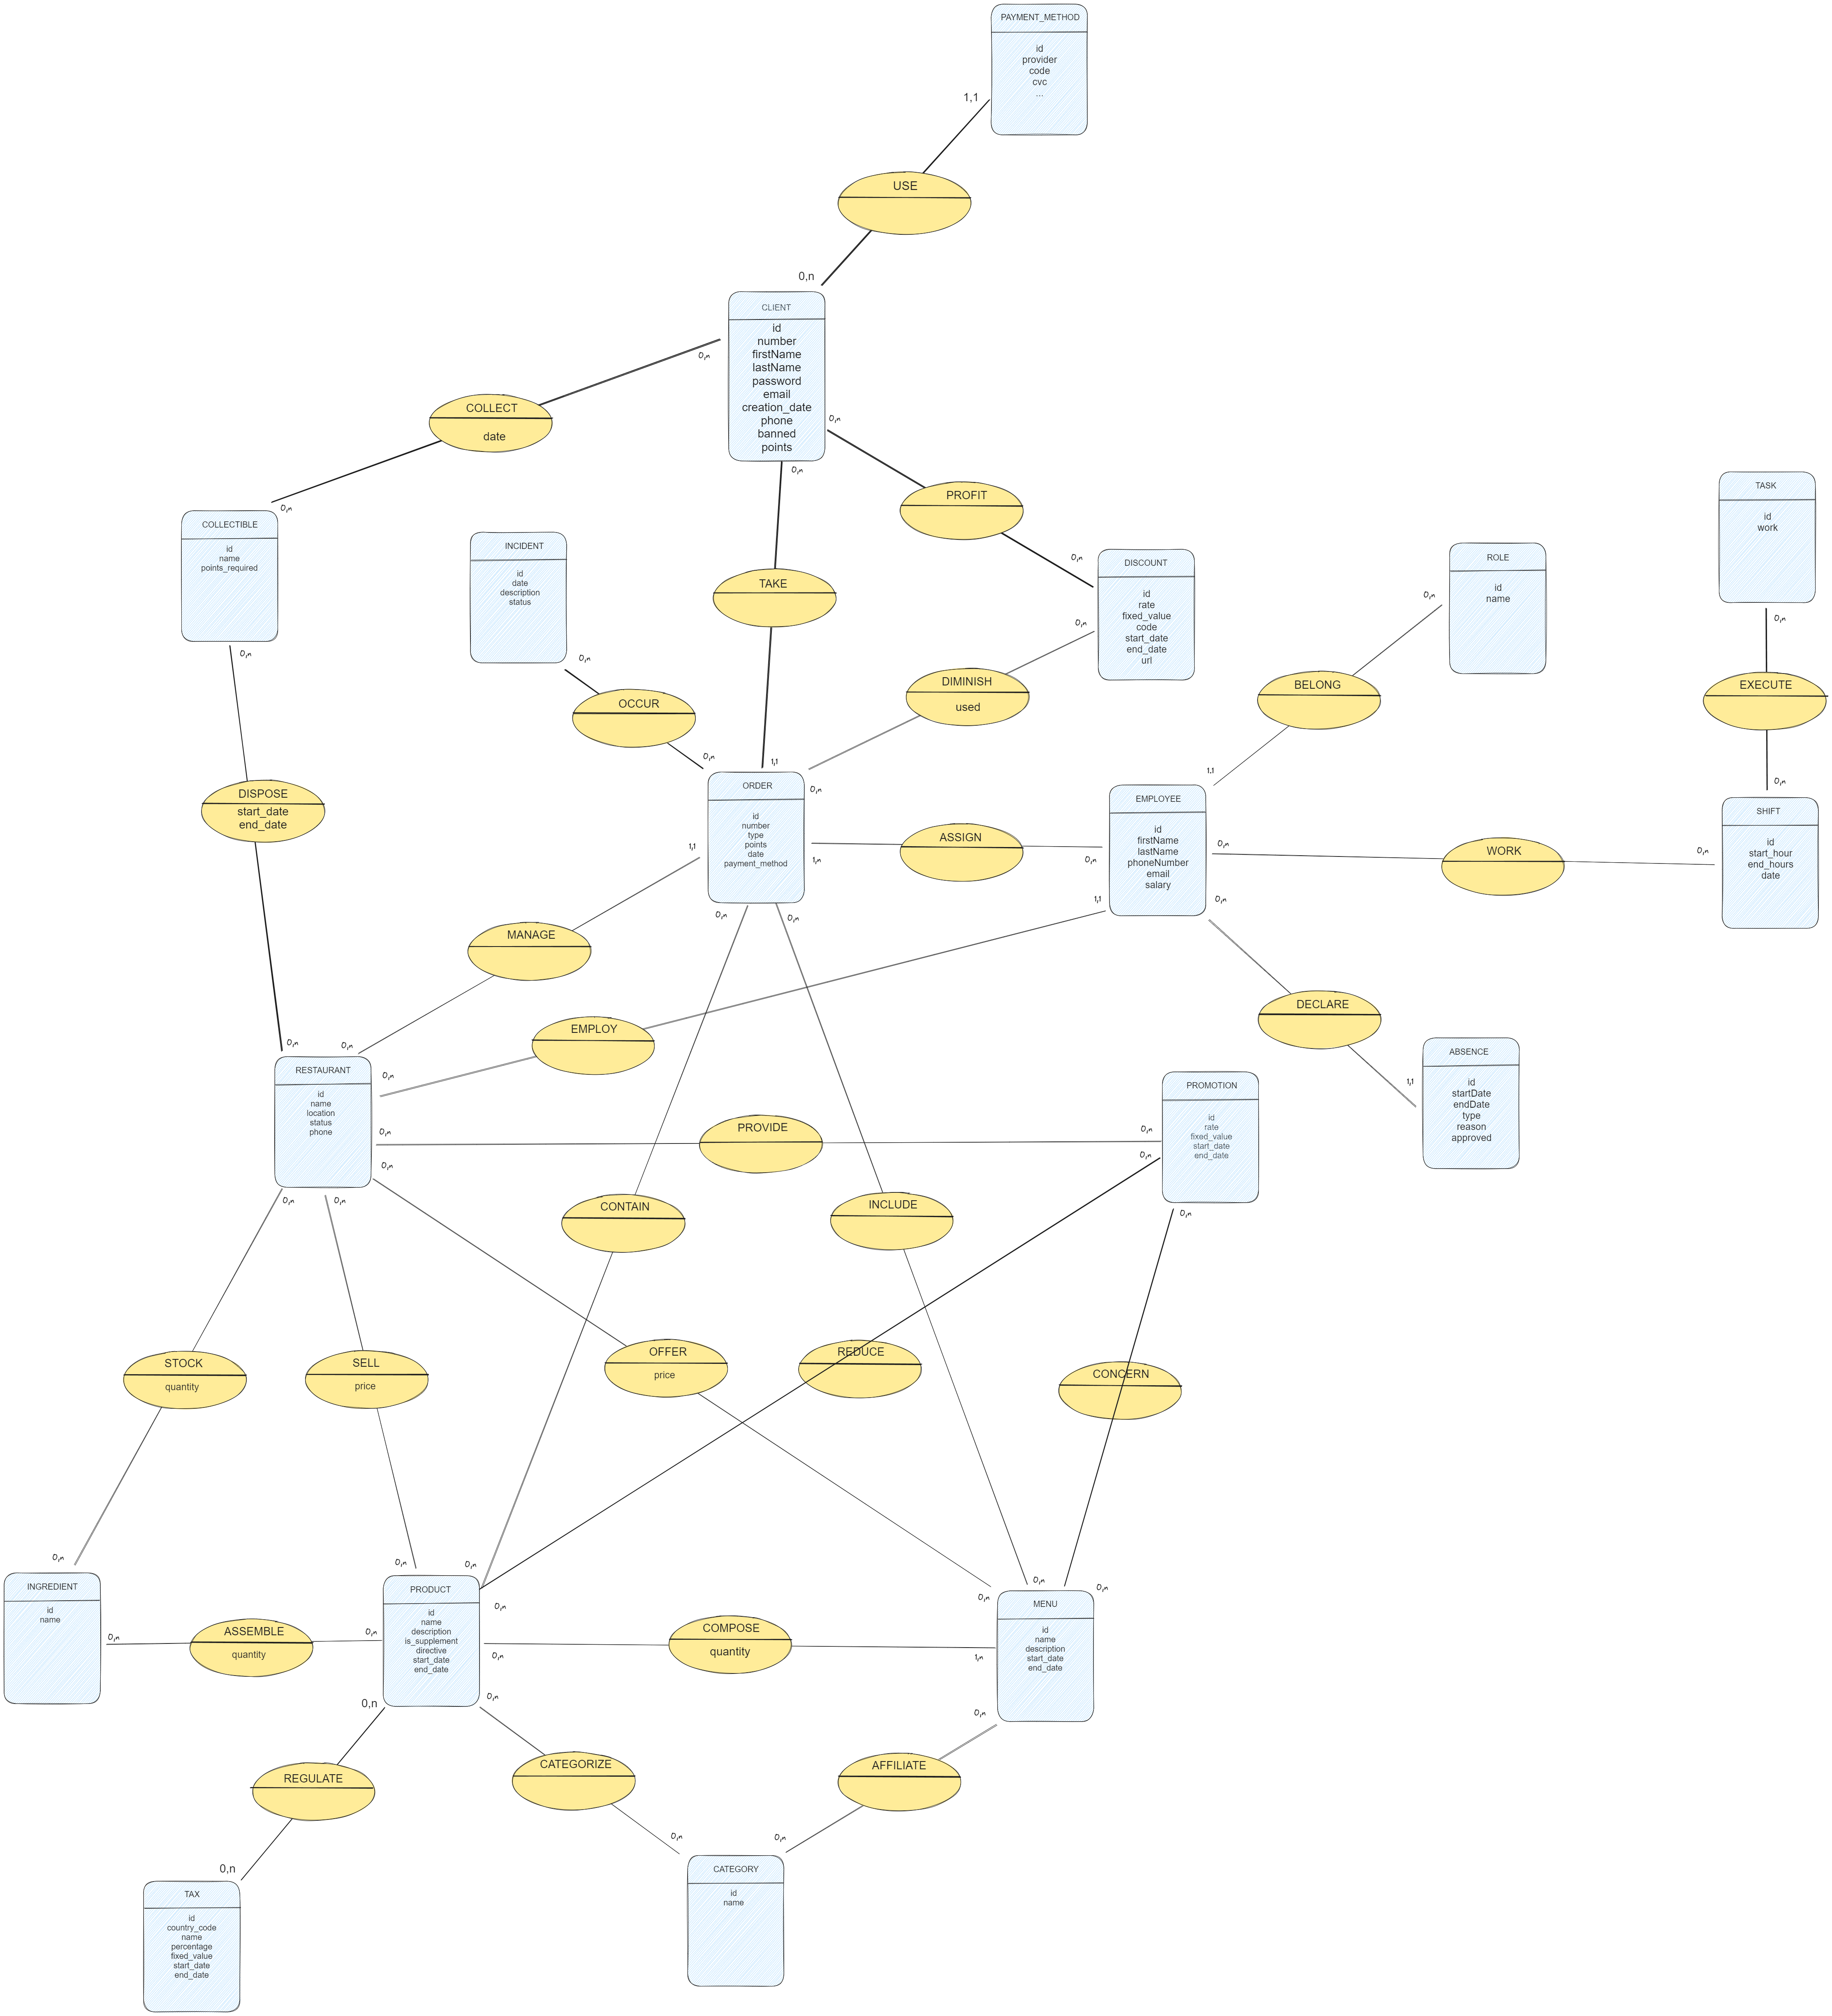 PAYMENT_METHOD
id
provider
code
cvc
...
1,1
USE
0,n
CLIENT
id
number
firstName
lastName
password
email
creation_date
phone
banned
points
0,n
0,n
0,n
COLLECT
date
0,n
COLLECTIBLE
id
name
points_required
0,n
INCIDENT
id
date
description
status
0,n
OCCUR
0,n
TAKE
1,1
PROFIT
0,n
DISCOUNT
id
rate
fixed_value
code
start_date
end_date
url
0,n
DIMINISH
used
0,n
TASK
id
work
0,n
EXECUTE
0,n
ROLE
id
name
0,n
BELONG
1,1
DISPOSE
start_date
end_date
0,n
ORDER
id
number
type
points
date
payment_method
1,1
1,n
ASSIGN
0,n
EMPLOYEE
id
firstName
lastName
phoneNumber
email
salary
0,n
WORK
0,n
SHIFT
id
start_hour
end_hours
date
1,1
0,n
0,n
0,n
MANAGE
0,n
EMPLOY
0,n
DECLARE
1,1
ABSENCE
id
startDate
endDate
type
reason
approved
RESTAURANT
id
name
location
status
phone
0,n
0,n
0,n
0,n
PROVIDE
0,n
0,n
PROMOTION
id
rate
fixed_value
start_date
end_date
0,n
CONTAIN
INCLUDE
STOCK
quantity
SELL
price
OFFER
price
REDUCE
CONCERN
0,n
0,n
0,n
0,n
0,n
0,n
0,n
INGREDIENT
id
name
0,n
ASSEMBLE
quantity
0,n
PRODUCT
id
name
description
is_supplement
directive
start_date
end_date
0,n
COMPOSE
quantity
1,n
MENU
id
name
description
start_date
end_date
0,n
0,n
0,n
REGULATE
CATEGORIZE
AFFILIATE
0,n
0,n
0,n
TAX
id
country_code
name
percentage
fixed_value
start_date
end_date
CATEGORY
id
name